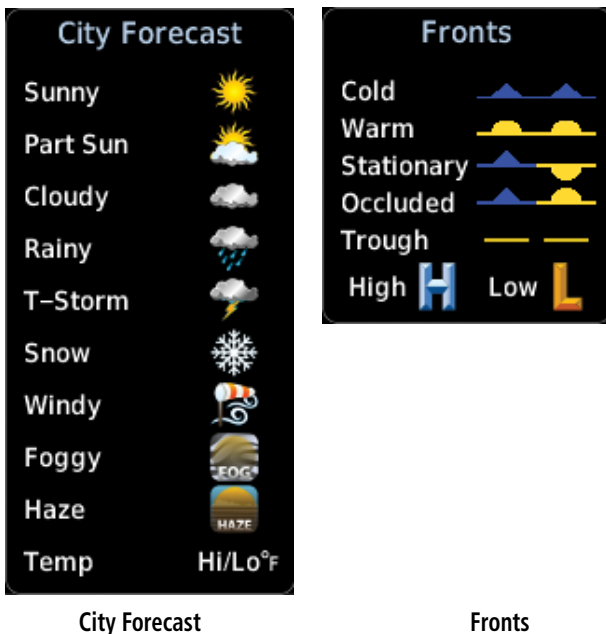 City Forecast
Sunny
Part Sun
Cloudy
Rainy
T-Storm
Snow
Windy
Foggy
FOG
Haze
HAZE
Temp Hi/Lo°F
City Forecast
Fronts
Cold
Warm
Stationary
Occluded
Trough
High H Low L
Fronts